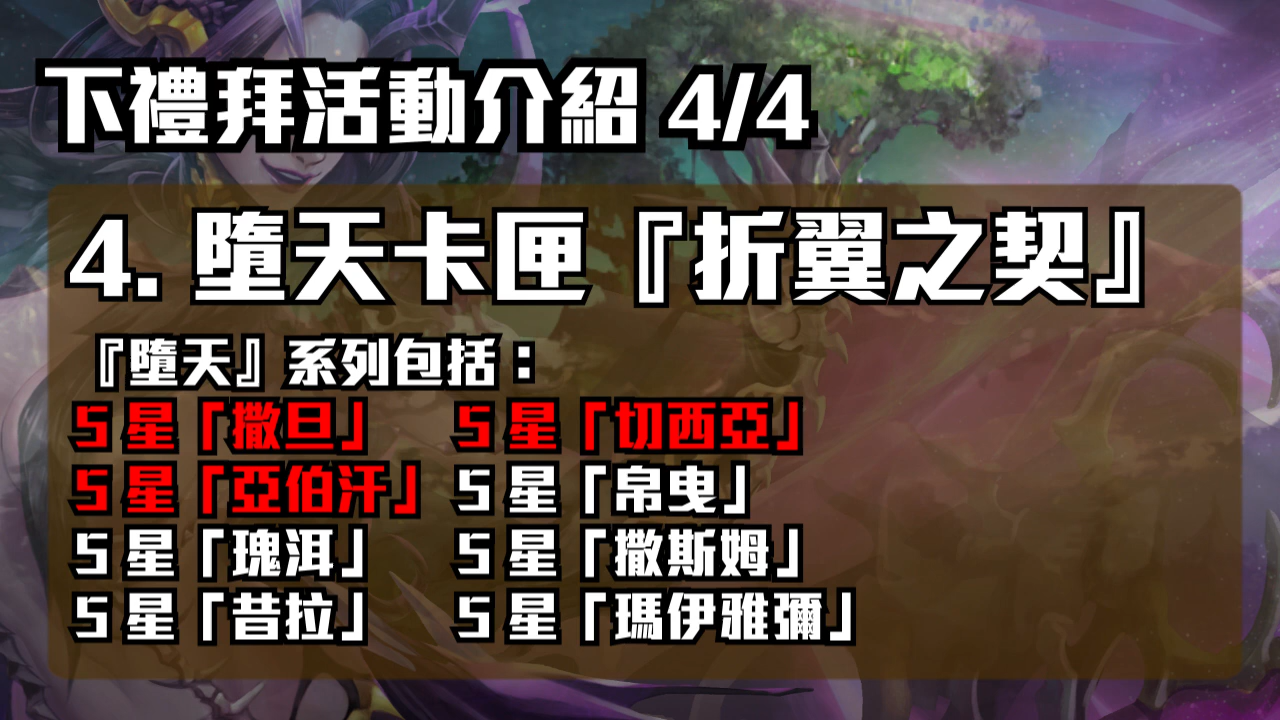 下禮拜活動介紹 4/4
4. 墮天卡匣『折翼之契』
『墮天』系列包括：
5 星「撒旦」 5 星「切西亞」
5 星「亞伯汗」 5 星「帛曳」
5 星「瑰洱」 5 星「撒斯姆」
5 星「昔拉」 5 星「瑪伊雅彌」